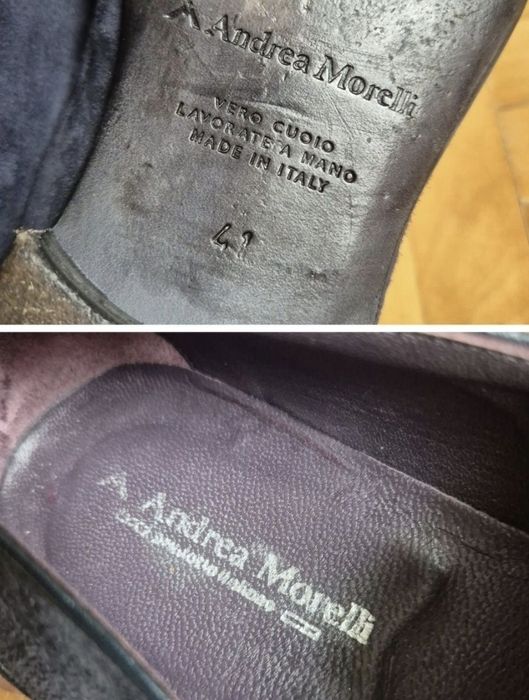 Andrea Morelli
VERO CUOIO
LAVORATE A MANO
MADE IN ITALY
41
Andrea Morelli